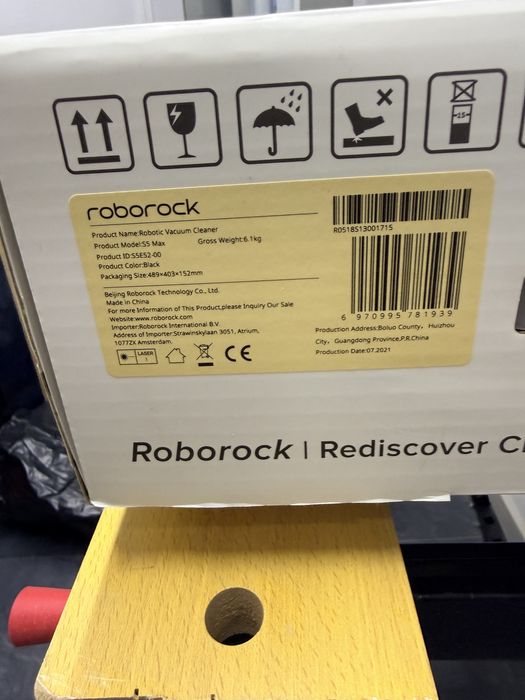 15
roborock
Product Name:Robotic Vacuum Cleaner
Product Model:S5 Max Gross Weight:6.1kg
Product ID:S5E52-00
Product Color:Black
Packaging Size:489×403×152mm
R0518S13D01715
Beijing Roborock Technology Co., Ltd.
Made in China
For more Information of This Product,please Inquiry Our Sale
Website:www.roborock.com
Importer:Roborock International B.V.
Address of Importer:Strawinskylaan 3051, Atrium,
1077ZX Amsterdam.
6 970995 781939
Production Address:Boluo County, Huizhou
City, Guangdong Province,P.R.China
Production Date:07.2021
LASER
1
CE
Roborock | Rediscover